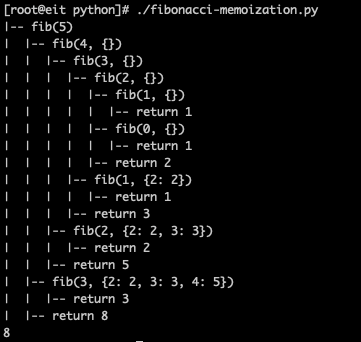 [root@eit python]# ./fibonacci-memoization.py
|-- fib(5)
|  |-- fib(4, {})
|  |  |-- fib(3, {})
|  |  |  |-- fib(2, {})
|  |  |  |  |-- fib(1, {})
|  |  |  |  |  |-- return 1
|  |  |  |  |-- fib(0, {})
|  |  |  |  |  |-- return 1
|  |  |  |  |-- return 2
|  |  |  |-- fib(1, {2: 2})
|  |  |  |  |-- return 1
|  |  |  |-- return 3
|  |  |-- fib(2, {2: 2, 3: 3})
|  |  |  |-- return 2
|  |  |-- return 5
|  |-- fib(3, {2: 2, 3: 3, 4: 5})
|  |  |-- return 3
|  |-- return 8
8